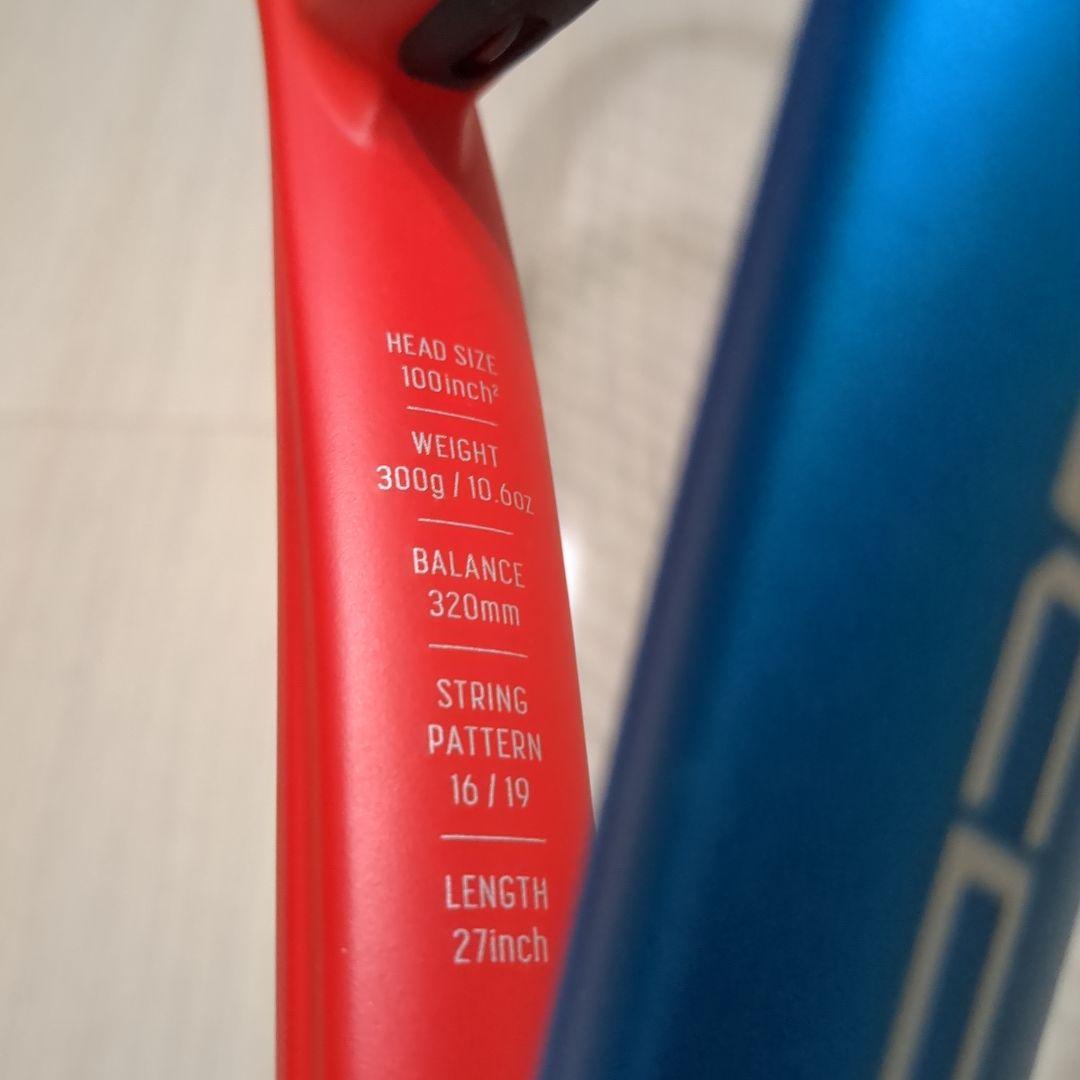 HEAD SIZE
100inch²
WEIGHT
300g / 10.6oz
BALANCE
320mm
STRING
PATTERN
16 / 19
LENGTH
27inch